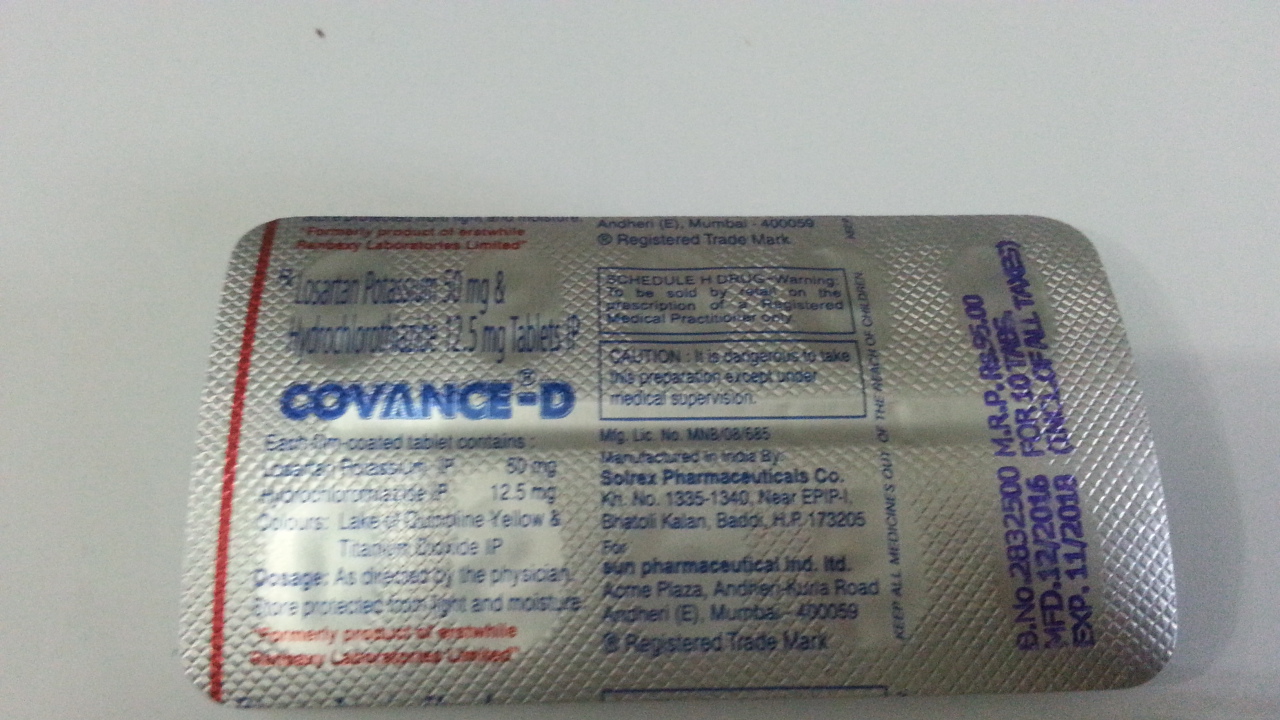 "Formerly product of erstwhile
Ranbaxy Laboratories Limited"
Rx Losartan Potassium 50 mg &
Hydrochlorothiazide 12.5 mg Tablets IP
COVANCE®-D
Each film-coated tablet contains :
Losartan Potassium IP 50 mg
Hydrochlorothiazide IP 12.5 mg
Colours: Lake of Quinoline Yellow &
Titanium Dioxide IP
Dosage: As directed by the physician.
Store protected from light and moisture.
"Formerly product of erstwhile
Ranbaxy Laboratories Limited"
Andheri (E), Mumbai - 400059
® Registered Trade Mark
SCHEDULE H DRUG-Warning:
To be sold by retail on the
prescription of a Registered
Medical Practitioner only.
CAUTION : It is dangerous to take
this preparation except under
medical supervision.
Mfg. Lic. No. MNB/08/685
Manufactured in India By:
Solrex Pharmaceuticals Co.
Kh. No. 1335-1340, Near EPIP-I,
Bhatoli Kalan, Baddi, H.P. 173205
For
sun pharmaceutical ind. ltd.
Acme Plaza, Andheri-Kurla Road
Andheri (E), Mumbai - 400059
® Registered Trade Mark
KEEP ALL MEDICINES OUT OF THE REACH OF CHILDREN
B.No.2832500 M.R.P. RS.95.00
MFD.12/2016 FOR 10 TABS.
EXP. 11/2018 (INCL.OF ALL TAXES)